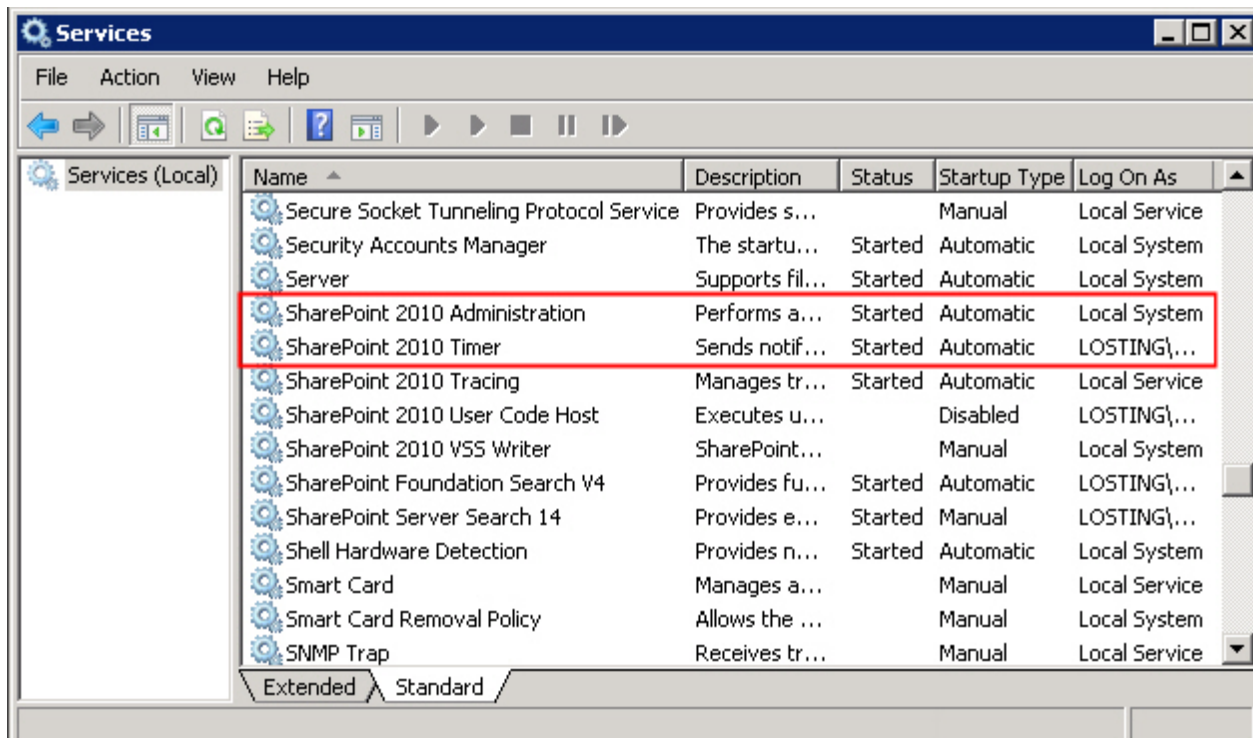 Services
File Action View Help
Services (Local)
Name Description Status Startup Type Log On As
Secure Socket Tunneling Protocol Service Provides s... Manual Local Service
Security Accounts Manager The startu... Started Automatic Local System
Server Supports fil... Started Automatic Local System
SharePoint 2010 Administration Performs a... Started Automatic Local System
SharePoint 2010 Timer Sends notif... Started Automatic LOSTING\...
SharePoint 2010 Tracing Manages tr... Started Automatic Local Service
SharePoint 2010 User Code Host Executes u... Disabled LOSTING\...
SharePoint 2010 VSS Writer SharePoint... Manual Local System
SharePoint Foundation Search V4 Provides fu... Started Automatic LOSTING\...
SharePoint Server Search 14 Provides e... Started Manual LOSTING\...
Shell Hardware Detection Provides n... Started Automatic Local System
Smart Card Manages a... Manual Local Service
Smart Card Removal Policy Allows the ... Manual Local System
SNMP Trap Receives tr... Manual Local Service
Extended Standard